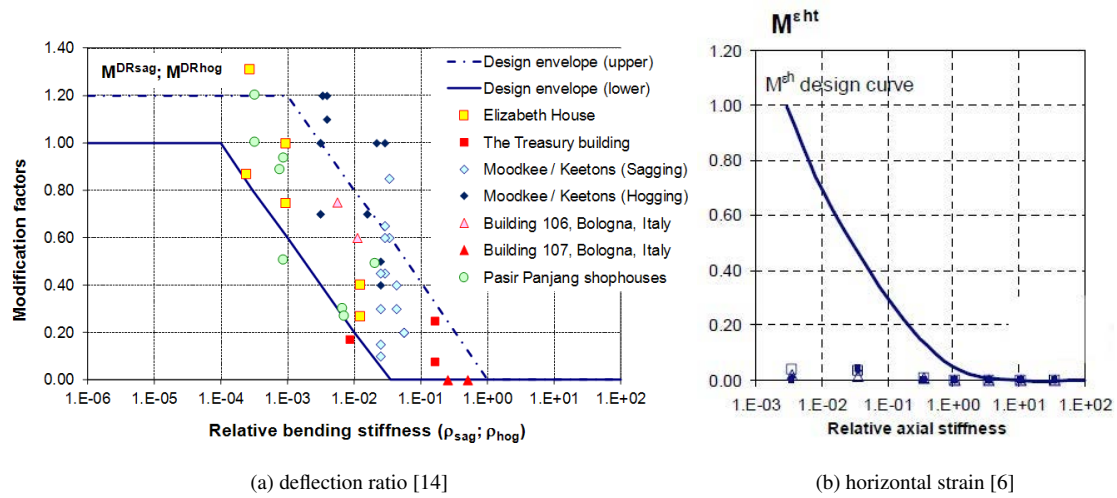 M^DRsag; M^DRhog
1.40
1.20
1.00
0.80
0.60
0.40
0.20
0.00
Modification factors
1.E-06 1.E-05 1.E-04 1.E-03 1.E-02 1.E-01 1.E+00 1.E+01 1.E+02
Relative bending stiffness (ρsag; ρhog)
Design envelope (upper)
Design envelope (lower)
Elizabeth House
The Treasury building
Moodkee / Keetons (Sagging)
Moodkee / Keetons (Hogging)
Building 106, Bologna, Italy
Building 107, Bologna, Italy
Pasir Panjang shophouses
(a) deflection ratio [14]
M^εht
1.20
1.00
0.80
0.60
0.40
0.20
0.00
M^εh design curve
1.E-03 1.E-02 1.E-01 1.E+00 1.E+01 1.E+02
Relative axial stiffness
(b) horizontal strain [6]